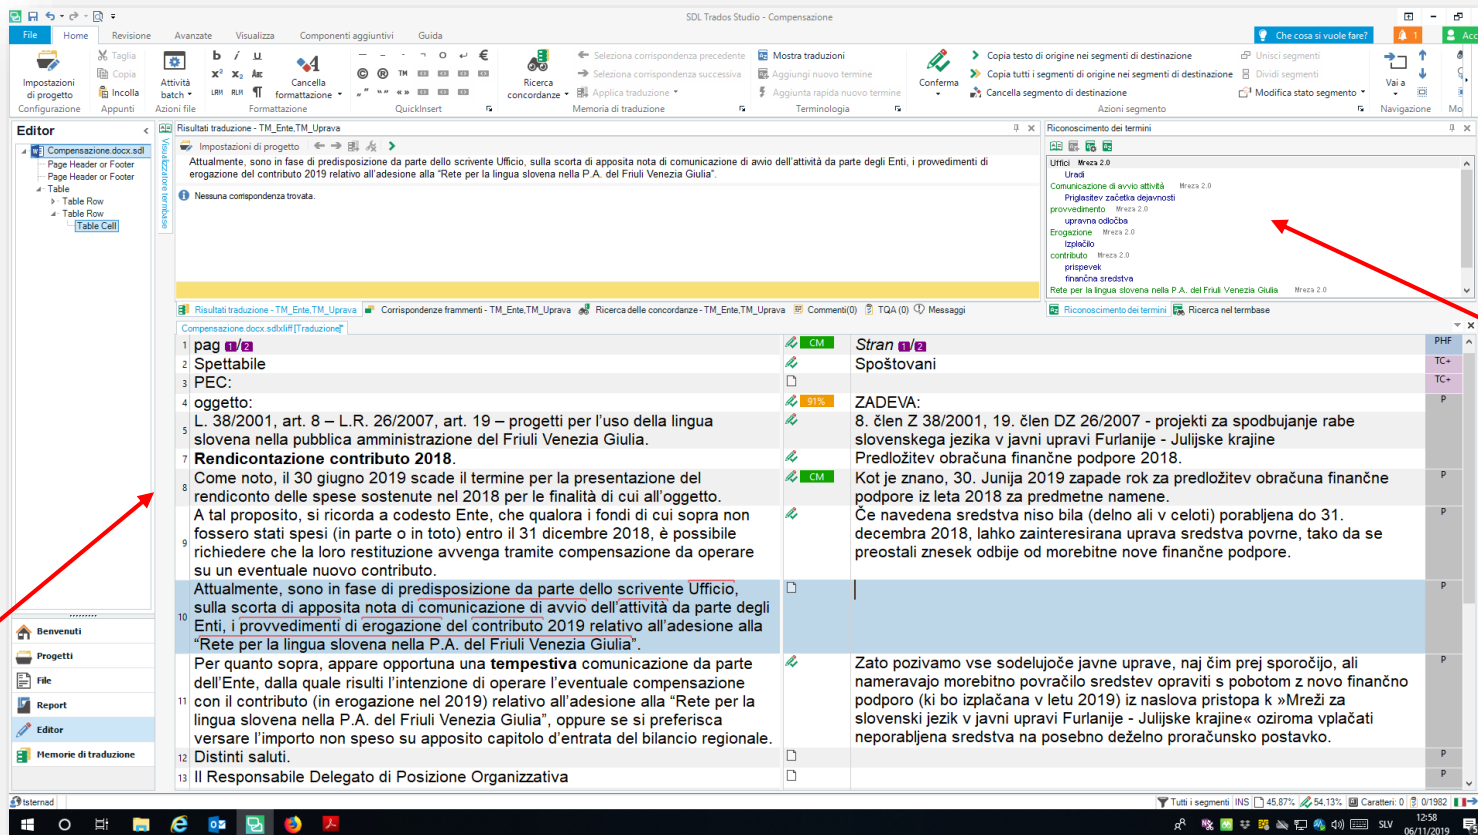 SDL Trados Studio - Compensazione
File Home Revisione Avanzate Visualizza Componenti aggiuntivi Guida
Che cosa si vuole fare? 1 Acc
Impostazioni di progetto
Taglia
Copia
Incolla
Attività batch
b i u
x² x₂ Abc
LRM RLM ¶
Cancella formattazione
© ® TM
€
Ricerca concordanze
Seleziona corrispondenza precedente
Seleziona corrispondenza successiva
Applica traduzione
Mostra traduzioni
Aggiungi nuovo termine
Aggiunta rapida nuovo termine
Conferma
Copia testo di origine nei segmenti di destinazione
Copia tutti i segmenti di origine nei segmenti di destinazione
Cancella segmento di destinazione
Unisci segmenti
Dividi segmenti
Modifica stato segmento
Vai a
Configurazione Appunti Azioni file Formattazione QuickInsert Memoria di traduzione Terminologia Azioni segmento Navigazione Mo
Editor
Compensazione.docx.sdl
Page Header or Footer
Page Header or Footer
Table
Table Row
Table Row
Table Cell
Visualizzatore termbase
Risultati traduzione - TM_Ente,TM_Uprava
Impostazioni di progetto
Attualmente, sono in fase di predisposizione da parte dello scrivente Ufficio, sulla scorta di apposita nota di comunicazione di avvio dell'attività da parte degli Enti, i provvedimenti di
erogazione del contributo 2019 relativo all'adesione alla “Rete per la lingua slovena nella P.A. del Friuli Venezia Giulia”.
Nessuna corrispondenza trovata.
Riconoscimento dei termini
Uffici Mreza 2.0
Uradi
Comunicazione di avvio attività Mreza 2.0
Priglasitev začetka dejavnosti
provvedimento Mreza 2.0
upravna odločba
Erogazione Mreza 2.0
Izplačilo
contributo Mreza 2.0
prispevek
finančna sredstva
Rete per la lingua slovena nella P.A. del Friuli Venezia Giulia Mreza 2.0
Risultati traduzione - TM_Ente,TM_Uprava Corrispondenze frammenti - TM_Ente,TM_Uprava Ricerca delle concordanze - TM_Ente,TM_Uprava Commenti(0) TQA (0) Messaggi
Riconoscimento dei termini Ricerca nel termbase
Compensazione.docx.sdlxliff [Traduzione]*
1 pag 1/2 CM Stran 1/2 PHF
2 Spettabile Spoštovani TC+
3 PEC: TC+
4 oggetto: 91% ZADEVA: P
5 L. 38/2001, art. 8 – L.R. 26/2007, art. 19 – progetti per l'uso della lingua
slovena nella pubblica amministrazione del Friuli Venezia Giulia.
8. člen Z 38/2001, 19. člen DZ 26/2007 - projekti za spodbujanje rabe
slovenskega jezika v javni upravi Furlanije - Julijske krajine
7 Rendicontazione contributo 2018. Predložitev obračuna finančne podpore 2018.
8 Come noto, il 30 giugno 2019 scade il termine per la presentazione del
rendiconto delle spese sostenute nel 2018 per le finalità di cui all'oggetto.
CM
Kot je znano, 30. Junija 2019 zapade rok za predložitev obračuna finančne
podpore iz leta 2018 za predmetne namene.
P
9 A tal proposito, si ricorda a codesto Ente, che qualora i fondi di cui sopra non
fossero stati spesi (in parte o in toto) entro il 31 dicembre 2018, è possibile
richiedere che la loro restituzione avvenga tramite compensazione da operare
su un eventuale nuovo contributo.
Če navedena sredstva niso bila (delno ali v celoti) porabljena do 31.
decembra 2018, lahko zainteresirana uprava sredstva povrne, tako da se
preostali znesek odbije od morebitne nove finančne podpore.
P
10 Attualmente, sono in fase di predisposizione da parte dello scrivente Ufficio,
sulla scorta di apposita nota di comunicazione di avvio dell'attività da parte degli
Enti, i provvedimenti di erogazione del contributo 2019 relativo all'adesione alla
“Rete per la lingua slovena nella P.A. del Friuli Venezia Giulia”.
P
11 Per quanto sopra, appare opportuna una tempestiva comunicazione da parte
dell'Ente, dalla quale risulti l'intenzione di operare l'eventuale compensazione
con il contributo (in erogazione nel 2019) relativo all'adesione alla “Rete per la
lingua slovena nella P.A. del Friuli Venezia Giulia”, oppure se si preferisca
versare l'importo non speso su apposito capitolo d'entrata del bilancio regionale.
Zato pozivamo vse sodelujoče javne uprave, naj čim prej sporočijo, ali
nameravajo morebitno povračilo sredstev opraviti s pobotom z novo finančno
podporo (ki bo izplačana v letu 2019) iz naslova pristopa k »Mreži za
slovenski jezik v javni upravi Furlanije - Julijske krajine« oziroma vplačati
neporabljena sredstva na posebno deželno proračunsko postavko.
P
12 Distinti saluti. P
13 Il Responsabile Delegato di Posizione Organizzativa P
Benvenuti
Progetti
File
Report
Editor
Memorie di traduzione
tsternad
Tutti i segmenti INS 45,87% 54,13% Caratteri: 0 0/1982
SLV
12:58
06/11/2019